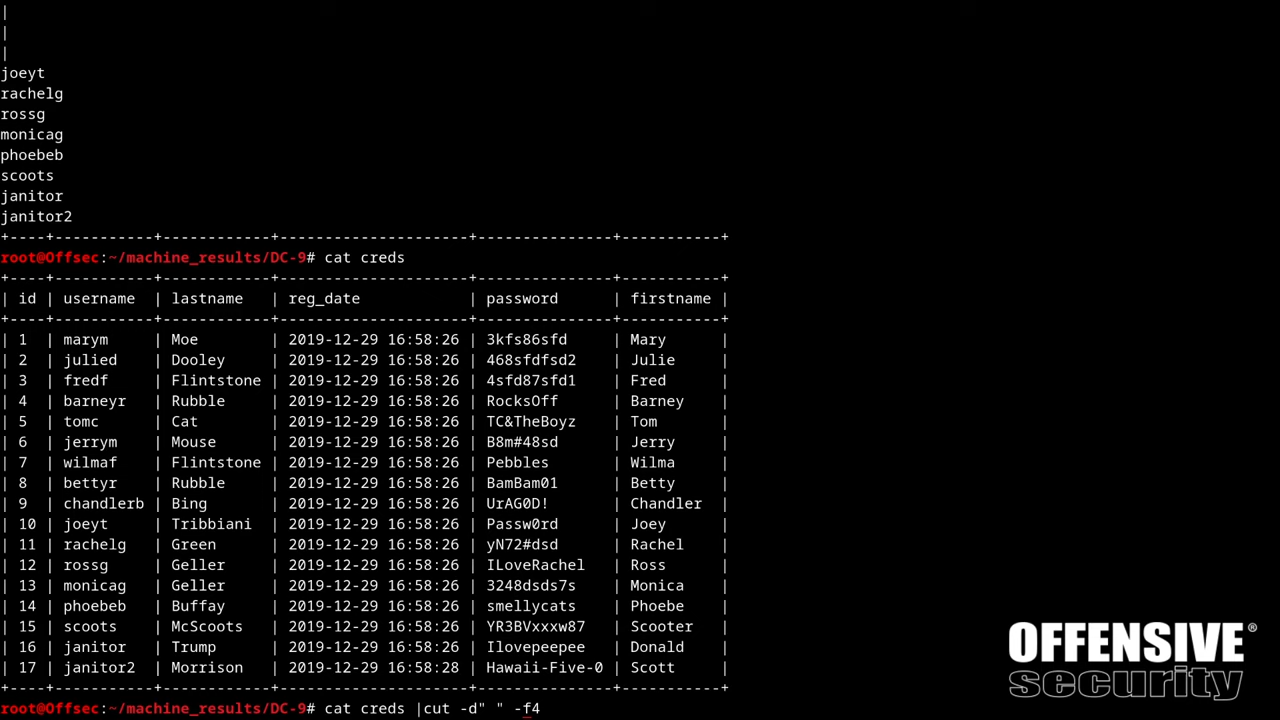 |
|
|
joeyt
rachelg
rossg
monicag
phoebeb
scoots
janitor
janitor2
+----+-----------+------------+---------------------+---------------+-----------+
root@Offsec:~/machine_results/DC-9# cat creds
+----+-----------+------------+---------------------+---------------+-----------+
| id | username  | lastname   | reg_date            | password      | firstname |
+----+-----------+------------+---------------------+---------------+-----------+
| 1  | marym     | Moe        | 2019-12-29 16:58:26 | 3kfs86sfd     | Mary      |
| 2  | julied    | Dooley     | 2019-12-29 16:58:26 | 468sfdfsd2    | Julie     |
| 3  | fredf     | Flintstone | 2019-12-29 16:58:26 | 4sfd87sfd1    | Fred      |
| 4  | barneyr   | Rubble     | 2019-12-29 16:58:26 | RocksOff      | Barney    |
| 5  | tomc      | Cat        | 2019-12-29 16:58:26 | TC&TheBoyz    | Tom       |
| 6  | jerrym    | Mouse      | 2019-12-29 16:58:26 | B8m#48sd      | Jerry     |
| 7  | wilmaf    | Flintstone | 2019-12-29 16:58:26 | Pebbles       | Wilma     |
| 8  | bettyr    | Rubble     | 2019-12-29 16:58:26 | BamBam01      | Betty     |
| 9  | chandlerb | Bing       | 2019-12-29 16:58:26 | UrAG0D!       | Chandler  |
| 10 | joeyt     | Tribbiani  | 2019-12-29 16:58:26 | Passw0rd      | Joey      |
| 11 | rachelg   | Green      | 2019-12-29 16:58:26 | yN72#dsd      | Rachel    |
| 12 | rossg     | Geller     | 2019-12-29 16:58:26 | ILoveRachel   | Ross      |
| 13 | monicag   | Geller     | 2019-12-29 16:58:26 | 3248dsds7s    | Monica    |
| 14 | phoebeb   | Buffay     | 2019-12-29 16:58:26 | smellycats    | Phoebe    |
| 15 | scoots    | McScoots   | 2019-12-29 16:58:26 | YR3BVxxxw87   | Scooter   |
| 16 | janitor   | Trump      | 2019-12-29 16:58:26 | Ilovepeepee   | Donald    |
| 17 | janitor2  | Morrison   | 2019-12-29 16:58:28 | Hawaii-Five-0 | Scott     |
+----+-----------+------------+---------------------+---------------+-----------+
root@Offsec:~/machine_results/DC-9# cat creds |cut -d" " -f4
OFFENSIVE®
security